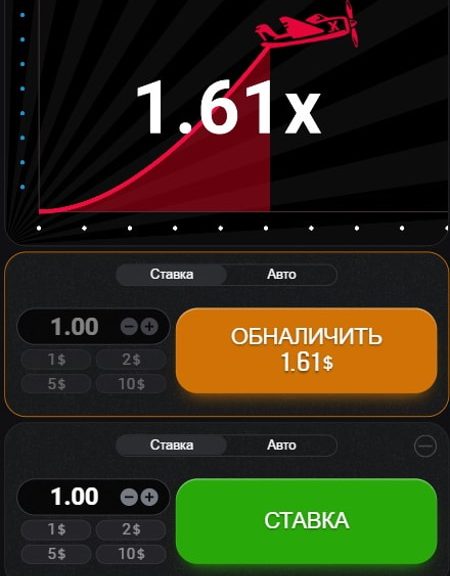 1.61x
X
Ставка Авто
1.00
1$ 2$
5$ 10$
ОБНАЛИЧИТЬ
1.61$
Ставка Авто
1.00
1$ 2$
5$ 10$
СТАВКА